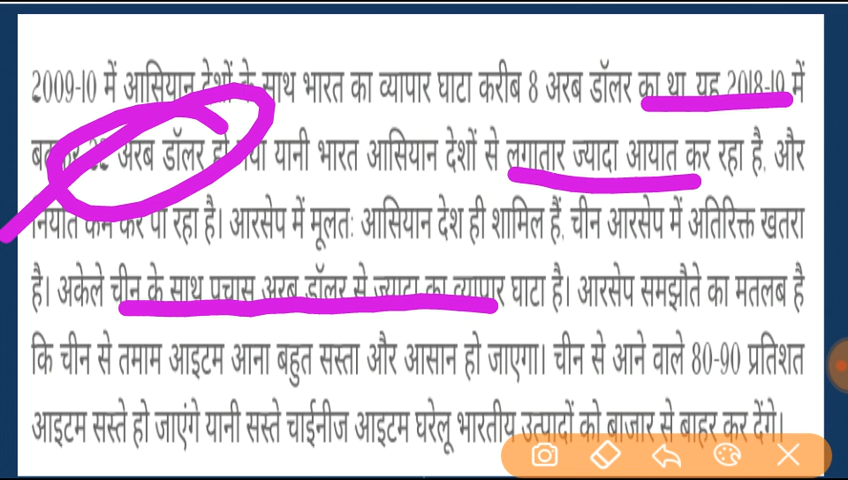 2009-10 में आसियान देशों के साथ भारत का व्यापार घाटा करीब 8 अरब डॉलर का था यह 2018-19 में
बढ़कर अरब डॉलर हो गया यानी भारत आसियान देशों से लगातार ज्यादा आयात कर रहा है, और
निर्यात कम कर पा रहा है। आरसेप में मूलतः आसियान देश ही शामिल हैं, चीन आरसेप में अतिरिक्त खतरा
है। अकेले चीन के साथ पचास अरब डॉलर से ज्यादा का व्यापार घाटा है। आरसेप समझौते का मतलब है
कि चीन से तमाम आइटम आना बहुत सस्ता और आसान हो जाएगा। चीन से आने वाले 80-90 प्रतिशत
आइटम सस्ते हो जाएंगे यानी सस्ते चाईनीज आइटम घरेलू भारतीय उत्पादों को बाजार से बाहर कर देंगे।